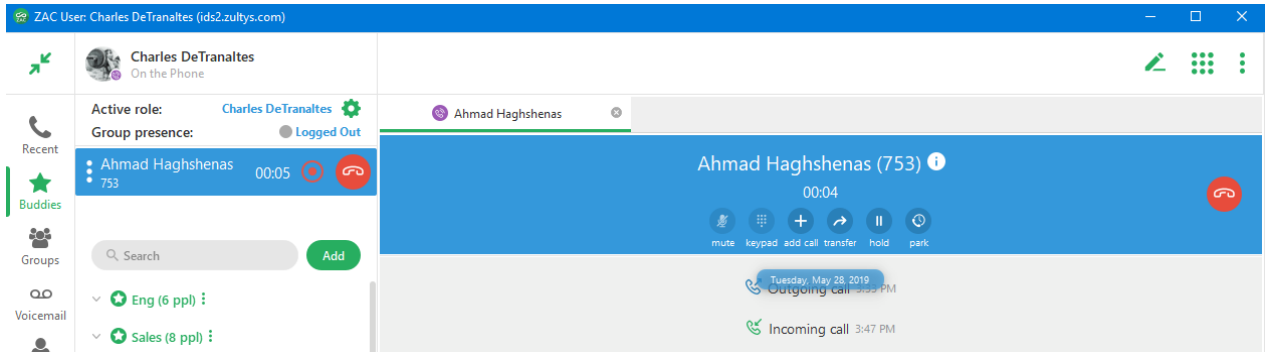 ZAC User: Charles DeTranaltes (ids2.zultys.com)
Charles DeTranaltes
On the Phone
Recent
Buddies
Groups
Voicemail
Active role: Charles DeTranaltes
Group presence: Logged Out
Ahmad Haghshenas 00:05
753
Search Add
Eng (6 ppl)
Sales (8 ppl)
Ahmad Haghshenas
Ahmad Haghshenas (753)
00:04
mute keypad add call transfer hold park
Tuesday, May 28, 2019
Outgoing call 3:53 PM
Incoming call 3:47 PM